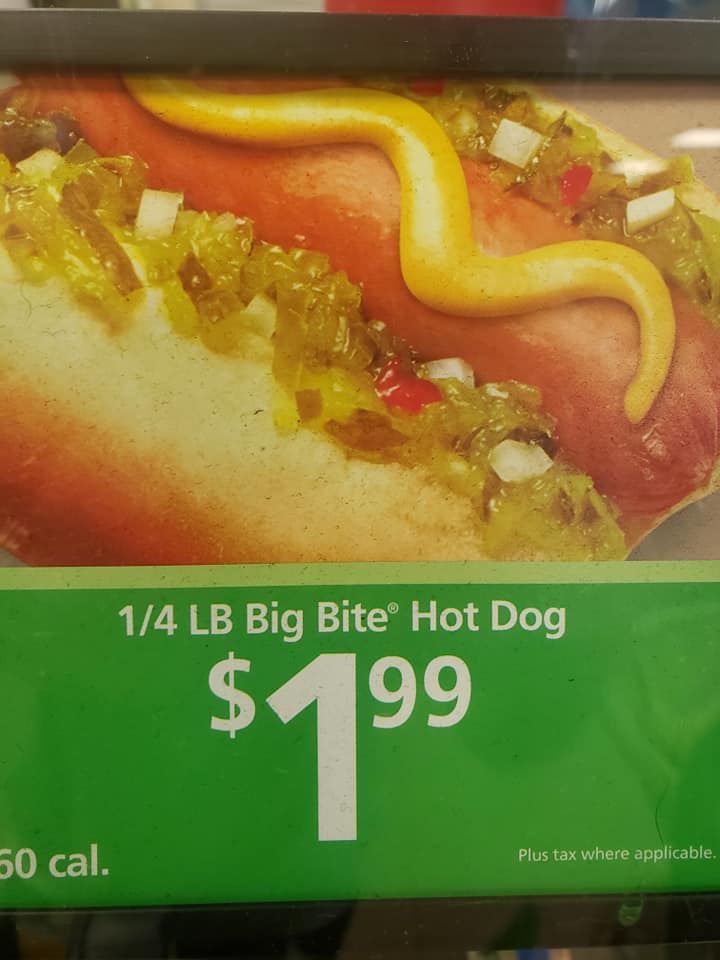 1/4 LB Big Bite® Hot Dog
$1 99
60 cal.
Plus tax where applicable.